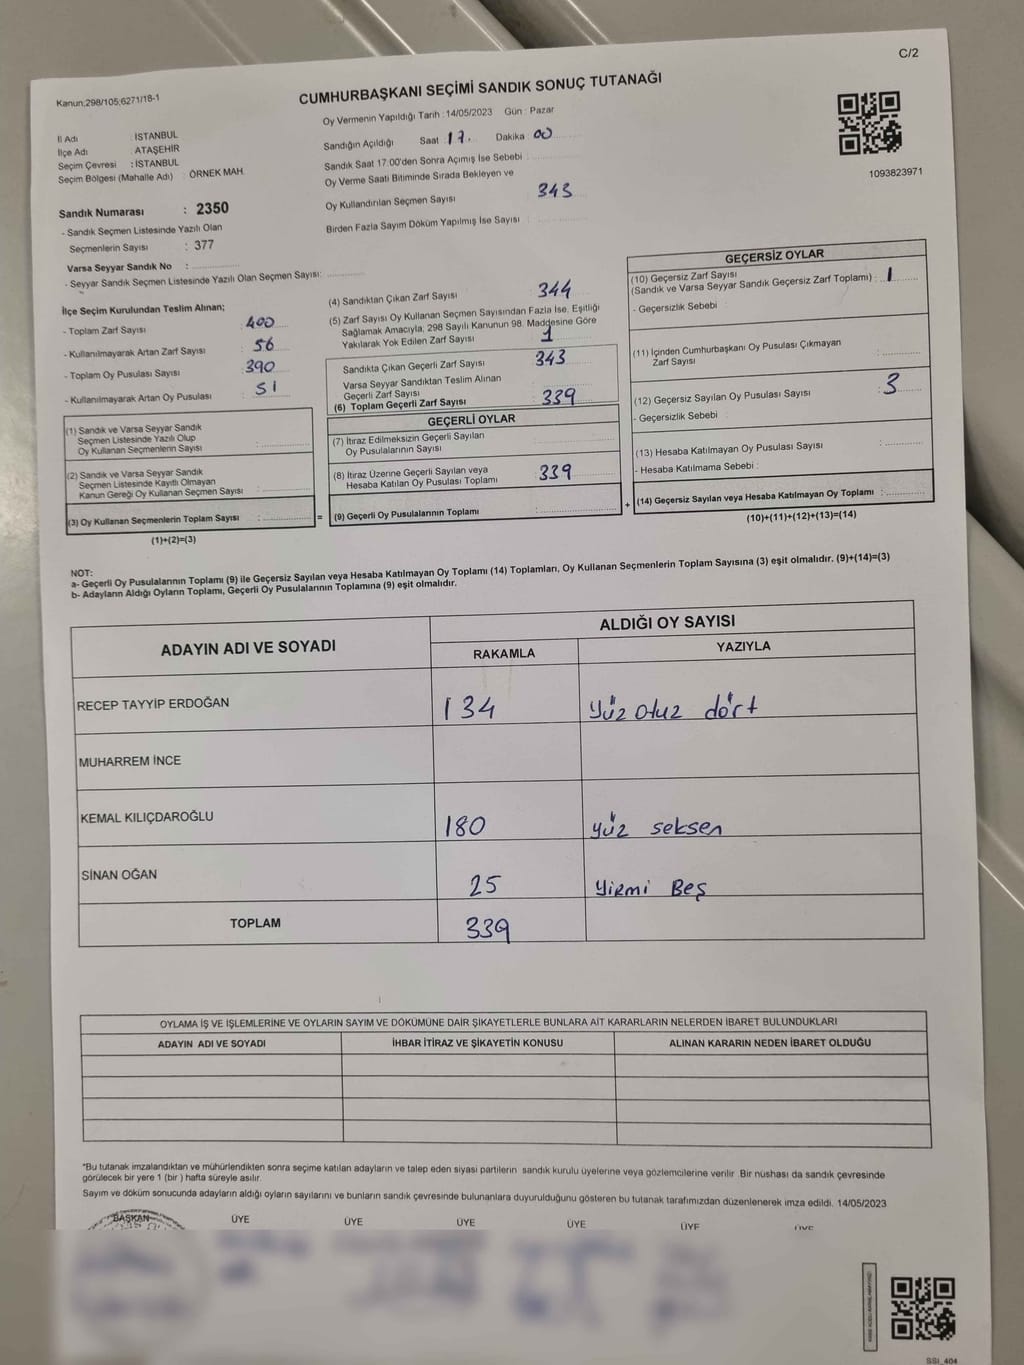 C/2
Kanun;298/105;6271/18-1
CUMHURBAŞKANI SEÇİMİ SANDIK SONUÇ TUTANAĞI
Oy Vermenin Yapıldığı Tarih : 14/05/2023 Gün : Pazar
İl Adı : İSTANBUL
İlçe Adı : ATAŞEHİR
Seçim Çevresi : İSTANBUL
Seçim Bölgesi (Mahalle Adı) : ÖRNEK MAH.
Sandık Numarası : 2350
- Sandık Seçmen Listesinde Yazılı Olan
Seçmenlerin Sayısı : 377
Varsa Seyyar Sandık No :
- Seyyar Sandık Seçmen Listesinde Yazılı Olan Seçmen Sayısı:
Sandığın Açıldığı Saat : 17. Dakika : 00
Sandık Saat 17:00'den Sonra Açımış İse Sebebi :
Oy Verme Saati Bitiminde Sırada Bekleyen ve
Oy Kullandırılan Seçmen Sayısı : 343
Birden Fazla Sayım Döküm Yapılmış İse Sayısı :
1093823971
İlçe Seçim Kurulundan Teslim Alınan;
- Toplam Zarf Sayısı : 400
- Kullanılmayarak Artan Zarf Sayısı : 56
- Toplam Oy Pusulası Sayısı : 390
- Kullanılmayarak Artan Oy Pusulası : 51
(1) Sandık ve Varsa Seyyar Sandık
Seçmen Listesinde Yazılı Olup
Oy Kullanan Seçmenlerin Sayısı :
(2) Sandık ve Varsa Seyyar Sandık
Seçmen Listesinde Kayıtlı Olmayan
Kanun Gereği Oy Kullanan Seçmen Sayısı :
(3) Oy Kullanan Seçmenlerin Toplam Sayısı : =
(1)+(2)=(3)
(4) Sandıktan Çıkan Zarf Sayısı : 344
(5) Zarf Sayısı Oy Kullanan Seçmen Sayısından Fazla İse, Eşitliği
Sağlamak Amacıyla, 298 Sayılı Kanunun 98. Maddesine Göre
Yakılarak Yok Edilen Zarf Sayısı : 1
Sandıkta Çıkan Geçerli Zarf Sayısı 343
Varsa Seyyar Sandıktan Teslim Alınan
Geçerli Zarf Sayısı
(6) Toplam Geçerli Zarf Sayısı : 339
GEÇERLİ OYLAR
(7) İtiraz Edilmeksizin Geçerli Sayılan
Oy Pusulalarının Sayısı :
(8) İtiraz Üzerine Geçerli Sayılan veya
Hesaba Katılan Oy Pusulası Toplamı : 339
(9) Geçerli Oy Pusulalarının Toplamı : +
GEÇERSİZ OYLAR
(10) Geçersiz Zarf Sayısı
(Sandık ve Varsa Seyyar Sandık Geçersiz Zarf Toplamı) : 1
- Geçersizlik Sebebi :
(11) İçinden Cumhurbaşkanı Oy Pusulası Çıkmayan
Zarf Sayısı :
(12) Geçersiz Sayılan Oy Pusulası Sayısı : 3
- Geçersizlik Sebebi :
(13) Hesaba Katılmayan Oy Pusulası Sayısı :
- Hesaba Katılmama Sebebi :
(14) Geçersiz Sayılan veya Hesaba Katılmayan Oy Toplamı :
(10)+(11)+(12)+(13)=(14)
NOT:
a- Geçerli Oy Pusulalarının Toplamı (9) ile Geçersiz Sayılan veya Hesaba Katılmayan Oy Toplamı (14) Toplamları, Oy Kullanan Seçmenlerin Toplam Sayısına (3) eşit olmalıdır. (9)+(14)=(3)
b- Adayların Aldığı Oyların Toplamı, Geçerli Oy Pusulalarının Toplamına (9) eşit olmalıdır.
ADAYIN ADI VE SOYADI
ALDIĞI OY SAYISI
RAKAMLA YAZIYLA
RECEP TAYYİP ERDOĞAN 134 yüz otuz dört
MUHARREM İNCE
KEMAL KILIÇDAROĞLU 180 yüz seksen
SİNAN OĞAN 25 yirmi Beş
TOPLAM 339
OYLAMA İŞ VE İŞLEMLERİNE VE OYLARIN SAYIM VE DÖKÜMÜNE DAİR ŞİKAYETLERLE BUNLARA AİT KARARLARIN NELERDEN İBARET BULUNDUKLARI
ADAYIN ADI VE SOYADI İHBAR İTİRAZ VE ŞİKAYETİN KONUSU ALINAN KARARIN NEDEN İBARET OLDUĞU
*Bu tutanak imzalandıktan ve mühürlendikten sonra seçime katılan adayların ve talep eden siyasi partilerin sandık kurulu üyelerine veya gözlemcilerine verilir .Bir nüshası da sandık çevresinde
görülecek bir yere 1 (bir ) hafta süreyle asılır.
Sayım ve döküm sonucunda adayların aldığı oyların sayılarını ve bunların sandık çevresinde bulunanlara duyurulduğunu gösteren bu tutanak tarafımızdan düzenlenerek imza edildi. 14/05/2023
BAŞKAN ÜYE ÜYE ÜYE ÜYE ÜYE ÜYE
SSI_404